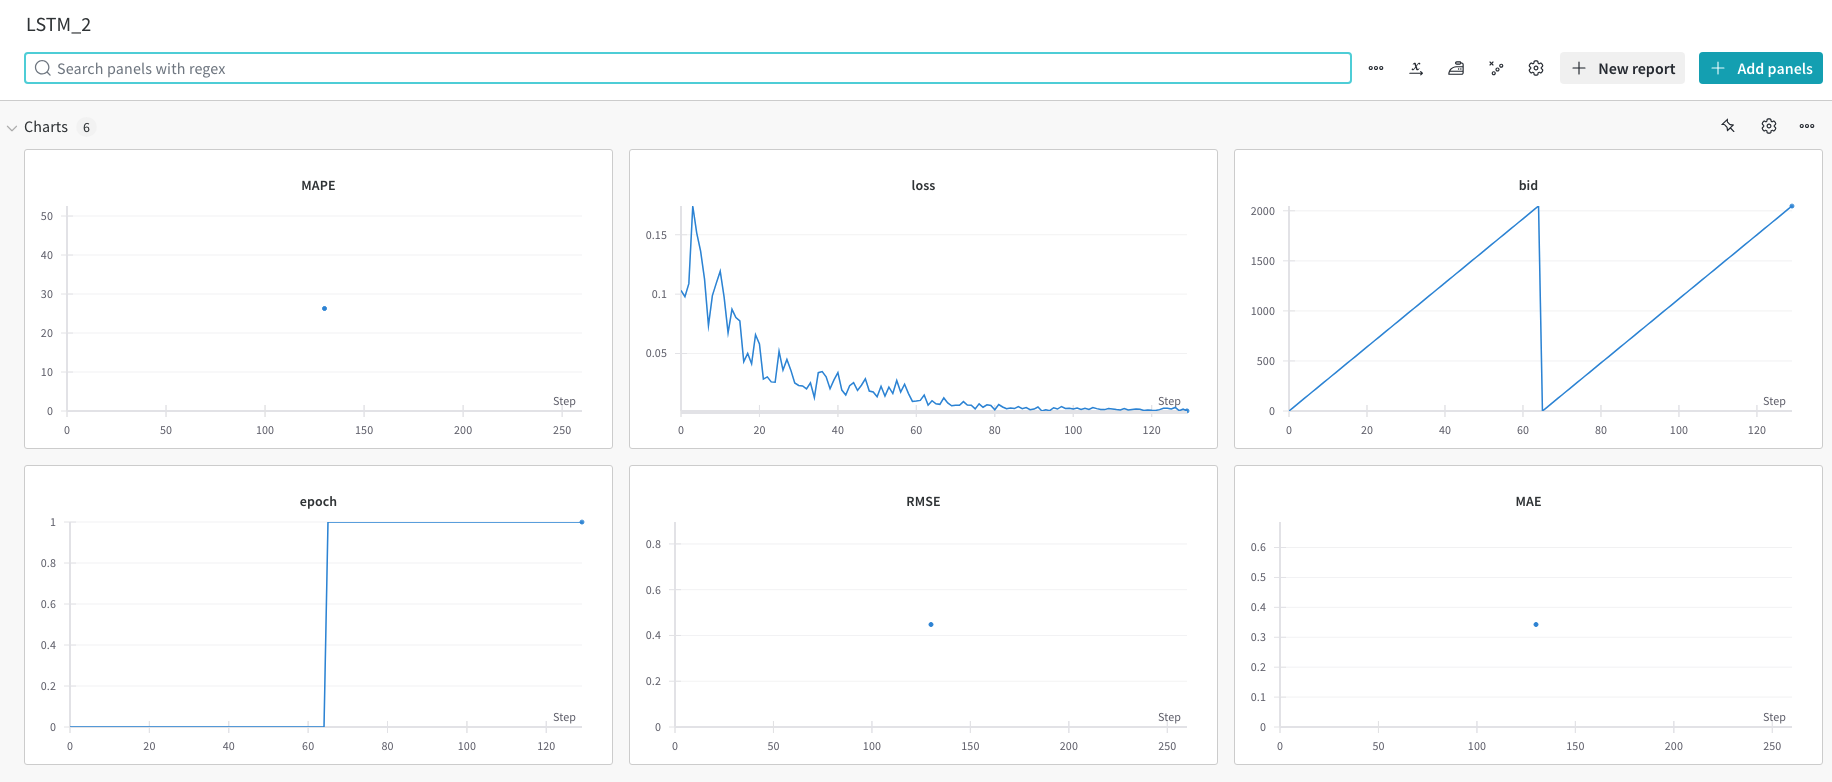 LSTM_2
Search panels with regex
New report
Add panels
Charts 6
MAPE
50
40
30
20
10
0
Step
0 50 100 150 200 250
loss
0.15
0.1
0.05
Step
0 20 40 60 80 100 120
bid
2000
1500
1000
500
0
Step
0 20 40 60 80 100 120
epoch
1
0.8
0.6
0.4
0.2
0
Step
0 20 40 60 80 100 120
RMSE
0.8
0.6
0.4
0.2
0
Step
0 50 100 150 200 250
MAE
0.6
0.5
0.4
0.3
0.2
0.1
0
Step
0 50 100 150 200 250